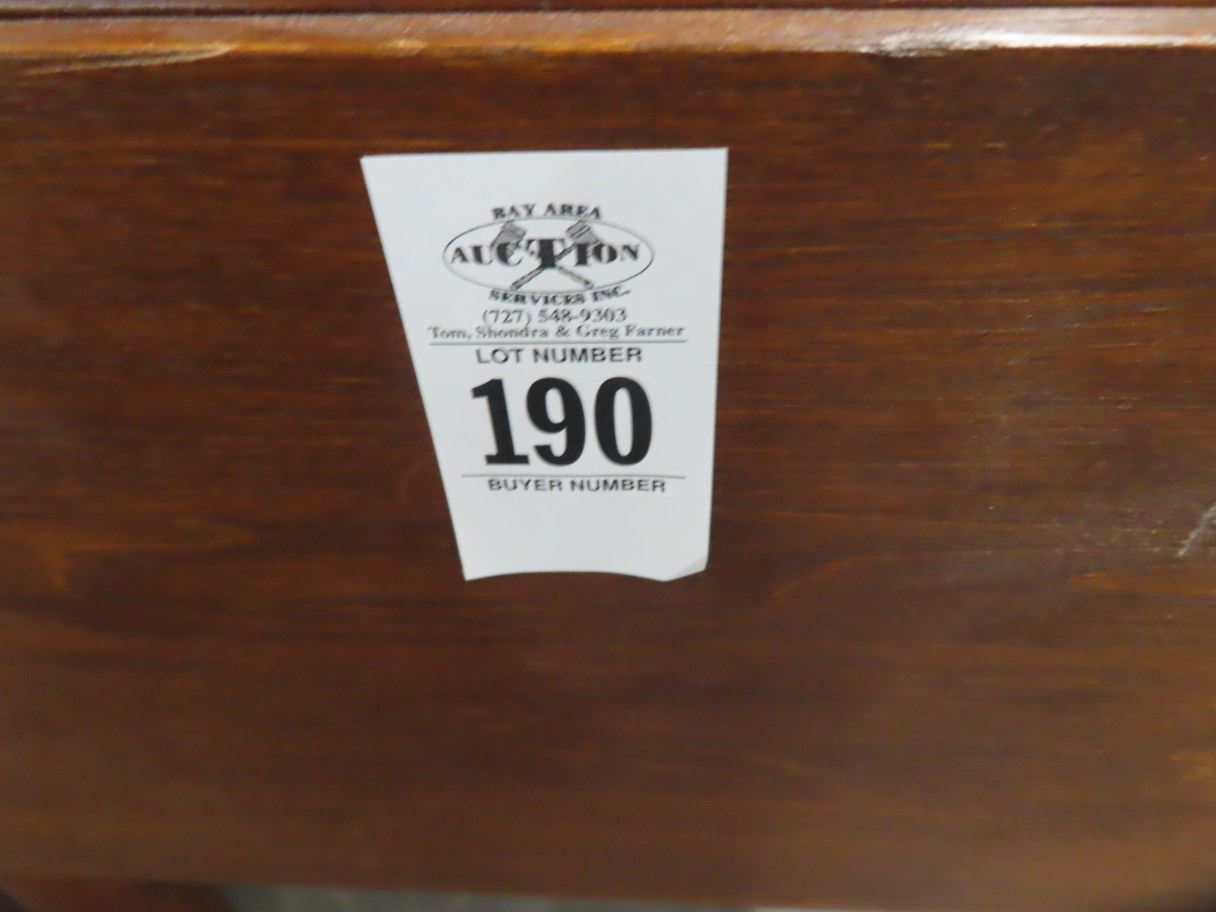 BAY AREA
AUCTION
SERVICES INC.
(727) 548-9303
Tom, Shondra & Greg Farner
LOT NUMBER
190
BUYER NUMBER